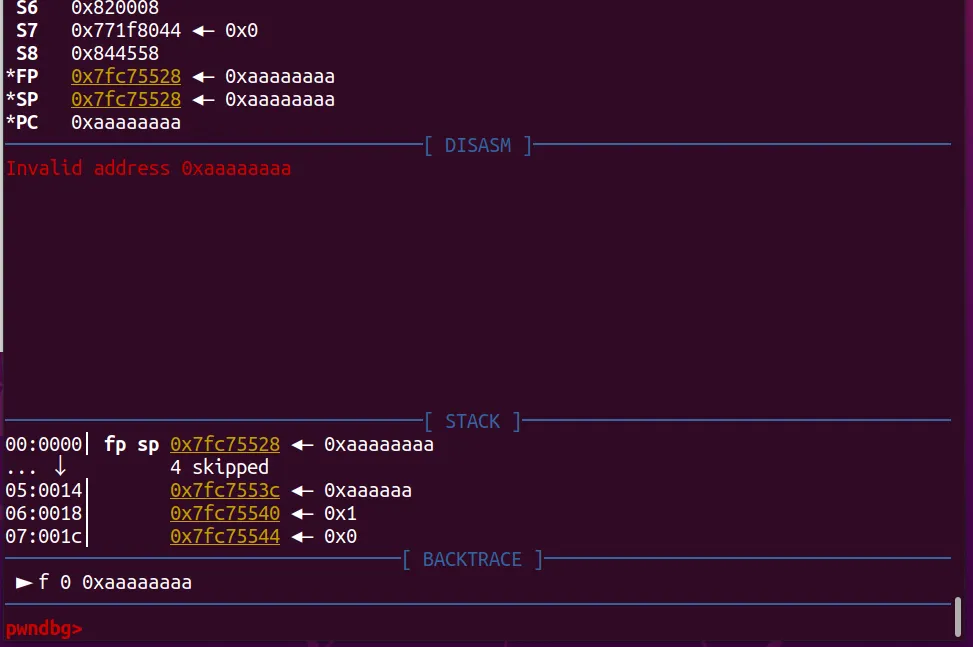 S6 0x820008
S7 0x771f8044 ◂— 0x0
S8 0x844558
*FP 0x7fc75528 ◂— 0xaaaaaaaa
*SP 0x7fc75528 ◂— 0xaaaaaaaa
*PC 0xaaaaaaaa
[ DISASM ]
Invalid address 0xaaaaaaaa
[ STACK ]
00:0000│ fp sp 0x7fc75528 ◂— 0xaaaaaaaa
... ↓ 4 skipped
05:0014│ 0x7fc7553c ◂— 0xaaaaaa
06:0018│ 0x7fc75540 ◂— 0x1
07:001c│ 0x7fc75544 ◂— 0x0
[ BACKTRACE ]
► f 0 0xaaaaaaaa
pwndbg>